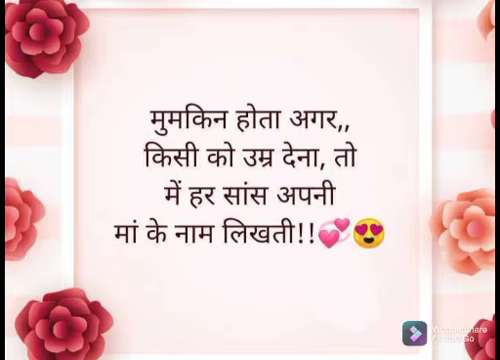 मुमकिन होता अगर,,
किसी को उम्र देना, तो
में हर सांस अपनी
मां के नाम लिखती!!💞😍